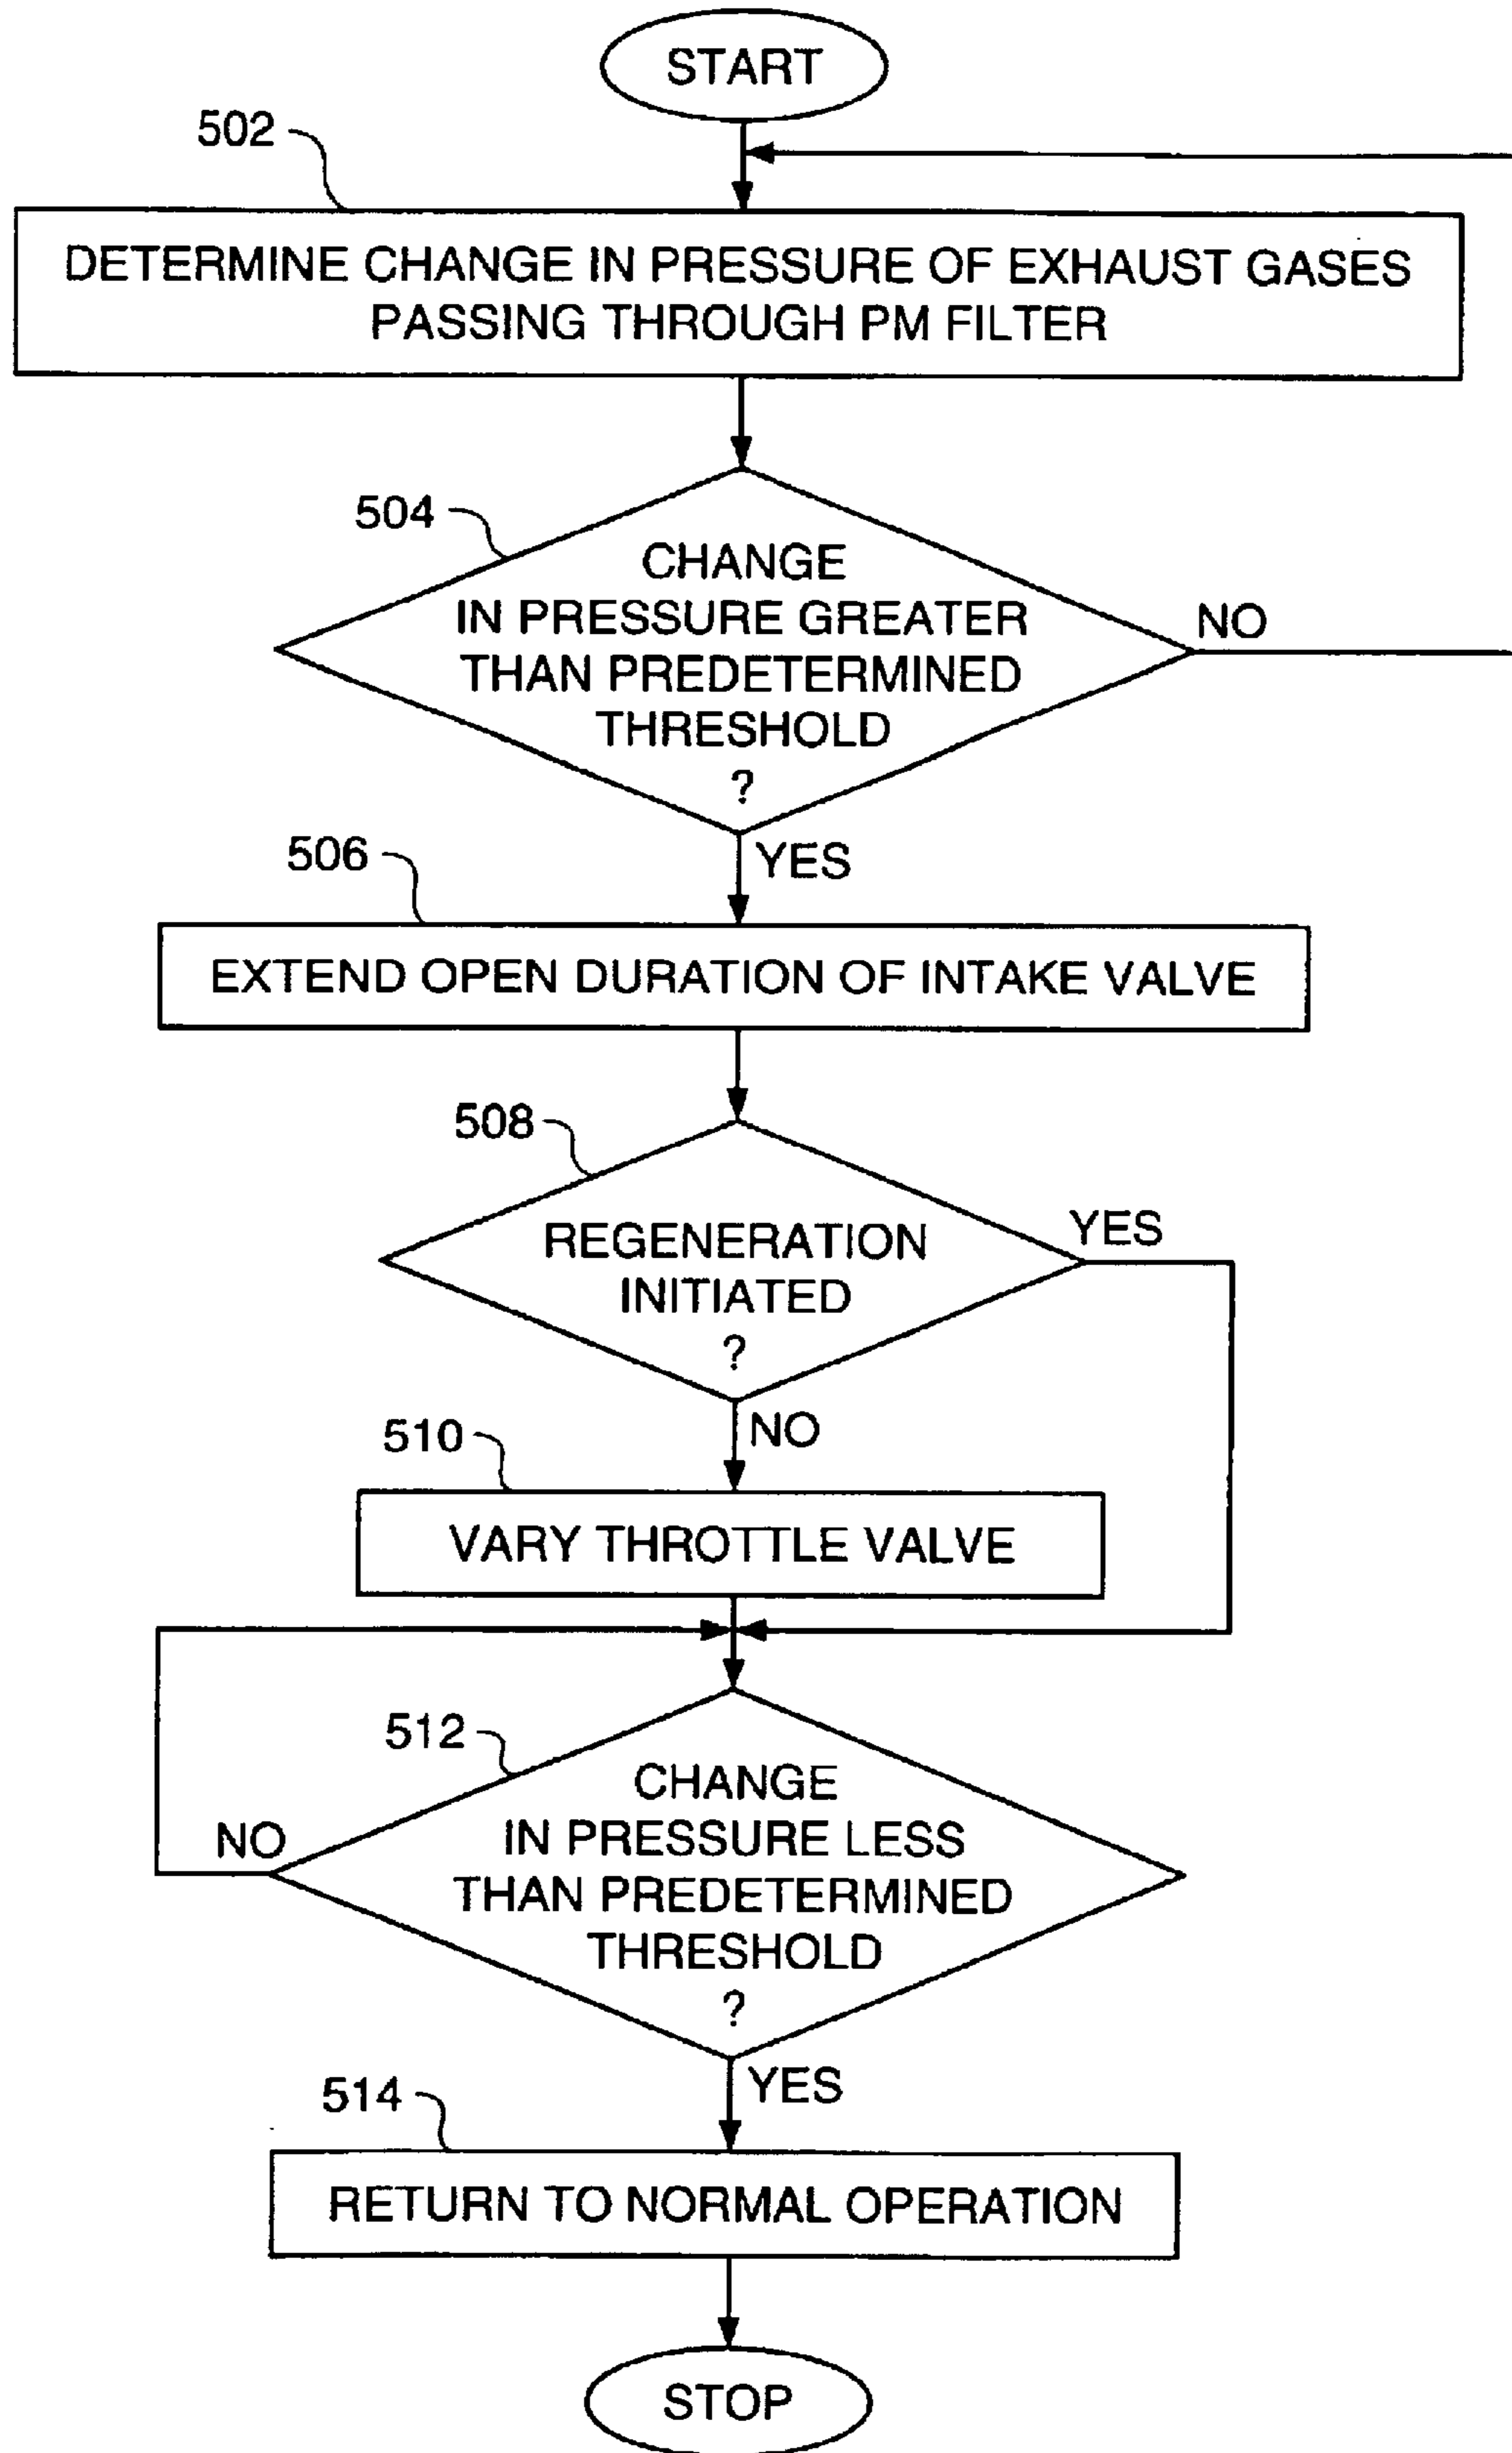 START
502
DETERMINE CHANGE IN PRESSURE OF EXHAUST GASES
PASSING THROUGH PM FILTER
504
CHANGE
IN PRESSURE GREATER
THAN PREDETERMINED
THRESHOLD
?
NO
YES
506
EXTEND OPEN DURATION OF INTAKE VALVE
508
REGENERATION
INITIATED
?
YES
NO
510
VARY THROTTLE VALVE
512
CHANGE
IN PRESSURE LESS
THAN PREDETERMINED
THRESHOLD
?
NO
YES
514
RETURN TO NORMAL OPERATION
STOP